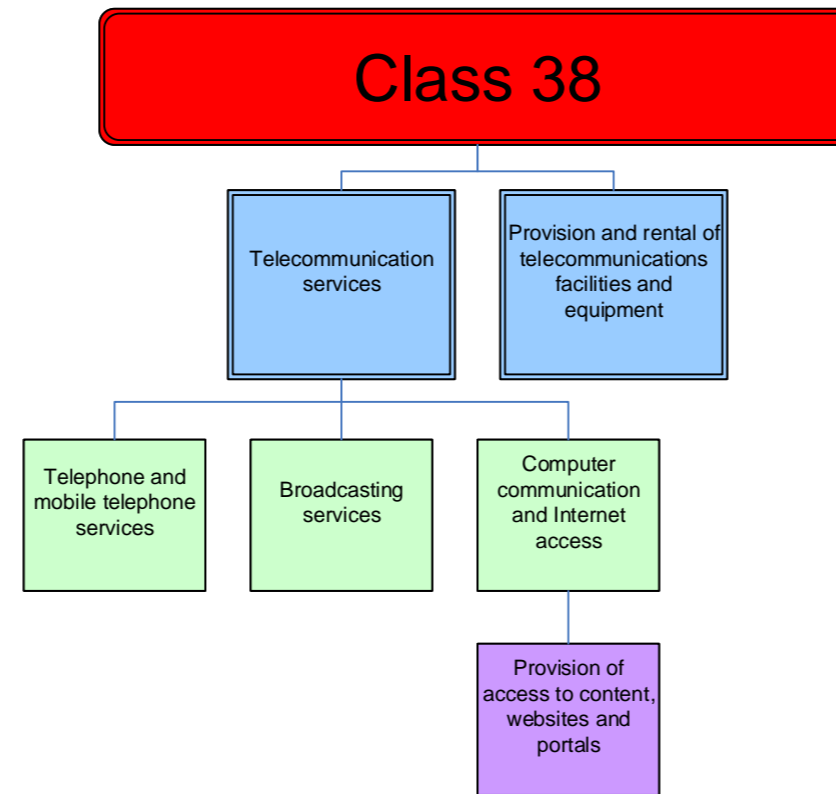 Class 38
Telecommunication
services
Provision and rental of
telecommunications
facilities and
equipment
Telephone and
mobile telephone
services
Broadcasting
services
Computer
communication
and Internet
access
Provision of
access to content,
websites and
portals